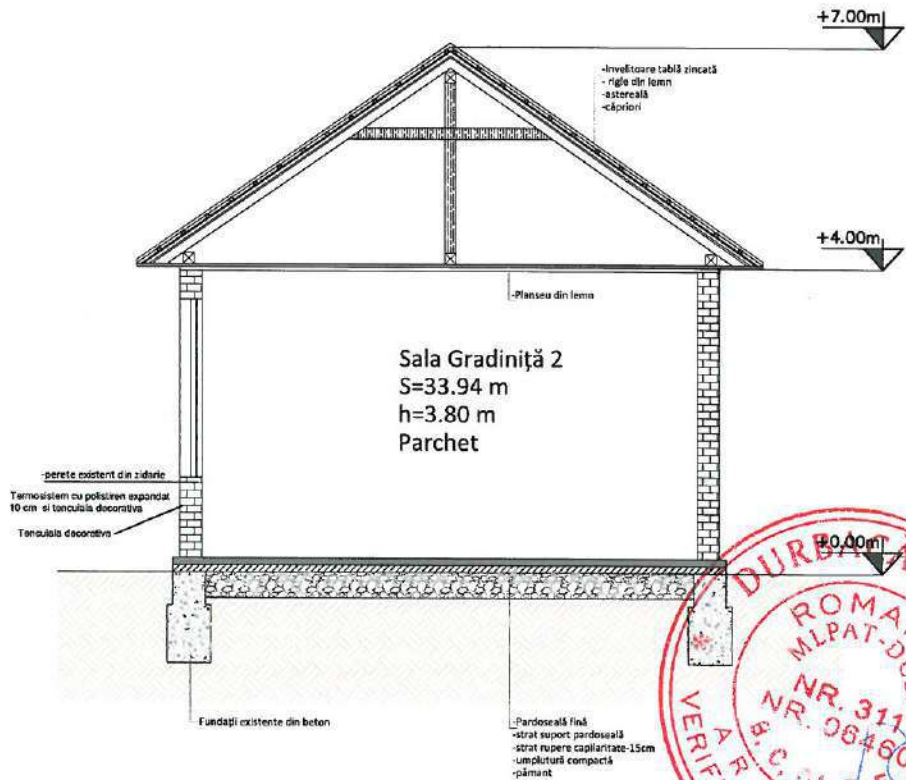 +7.00m
-Invelitoare tablă zincată
- rigle din lemn
-astereală
-căpriori
+4.00m
-Planseu din lemn
Sala Gradiniță 2
S=33.94 m
h=3.80 m
Parchet
-perete existent din zidarie
Termosistem cu polistiren expandat
10 cm si tencuiala decorativa
Tencuiala decorativa
+0.00m
Fundații existente din beton
-Pardoseală fină
-strat suport pardoseală
-strat rupere capilaritate-15cm
-umplutură compactă
-pământ
ROMA
MLPAT-
NR. 311
NR. 06460
VERIF